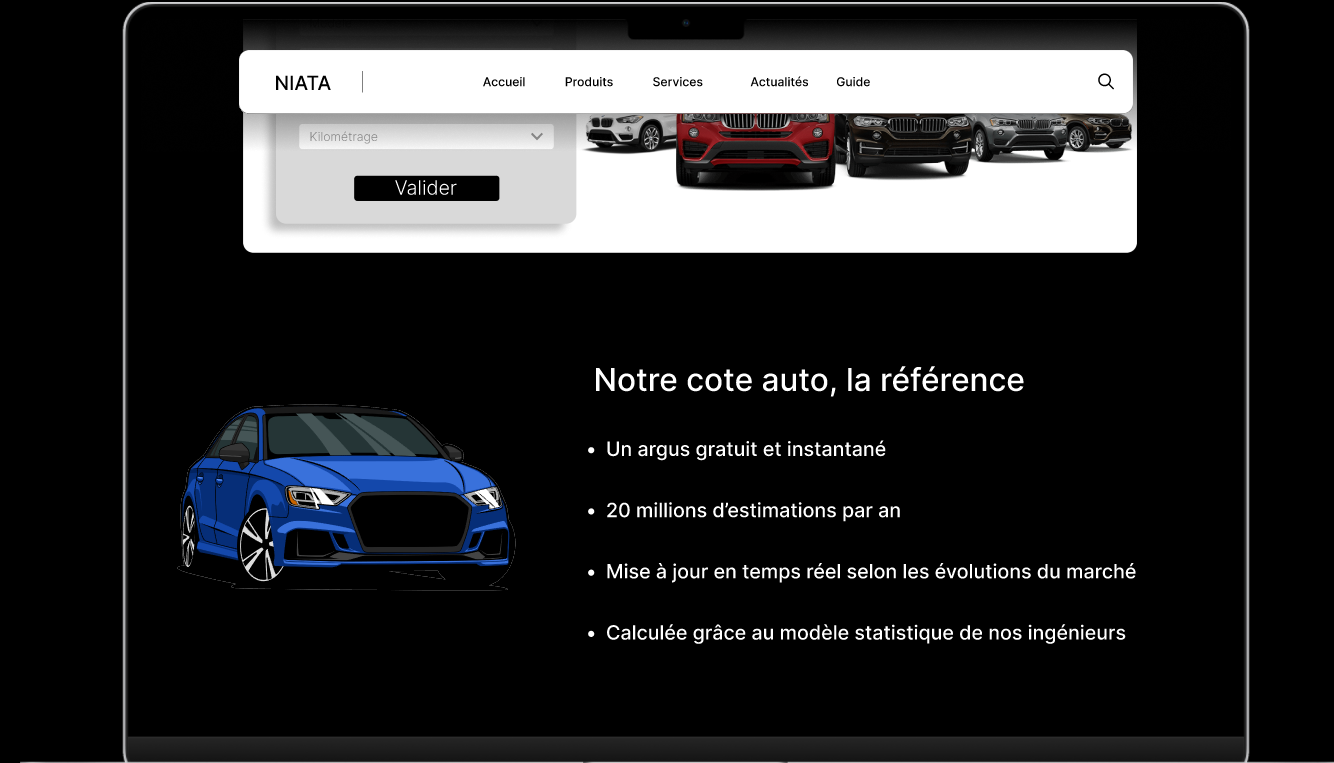 NIATA
Accueil
Produits
Services
Actualités
Guide
Kilométrage
Valider
Notre cote auto, la référence
• Un argus gratuit et instantané
• 20 millions d’estimations par an
• Mise à jour en temps réel selon les évolutions du marché
• Calculée grâce au modèle statistique de nos ingénieurs